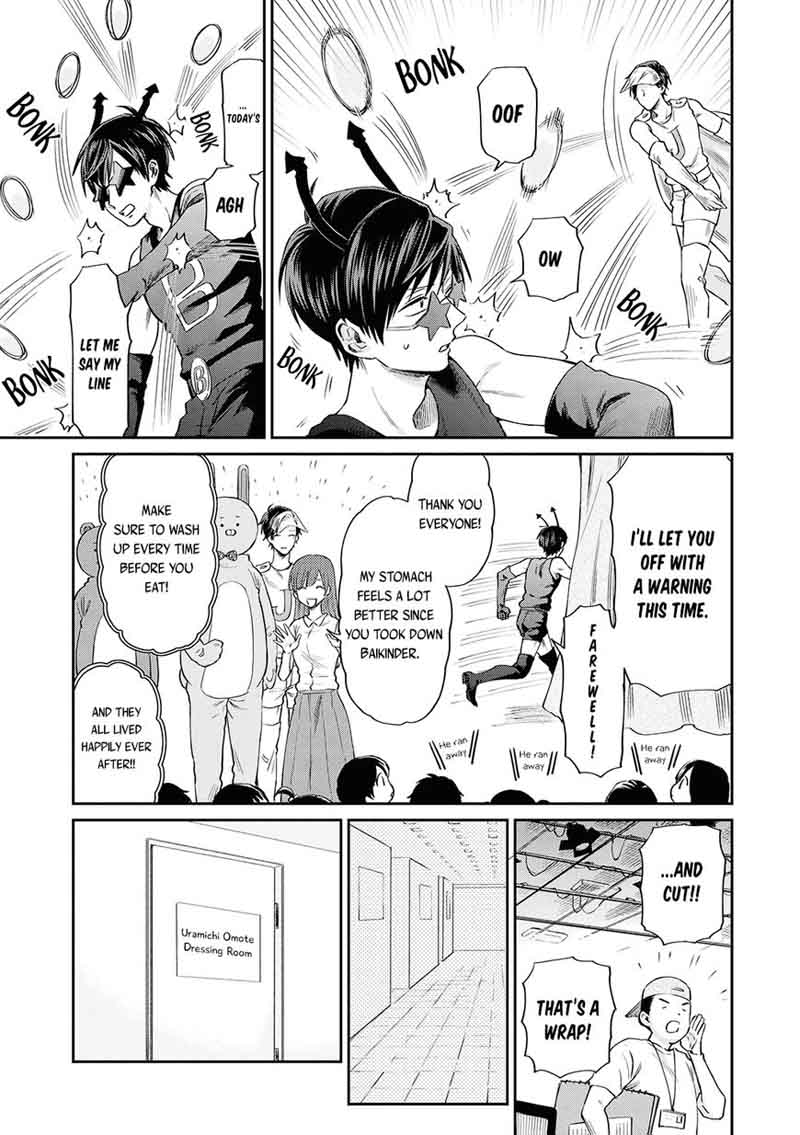 BONK
OOF
OW
BONK
BONK
J
...
TODAY'S
BONK
BONK
AGH
LET ME
SAY MY
LINE
BONK
B
B
I'LL LET YOU
OFF WITH
A WARNING
THIS TIME.
FAREWELL!
He ran
away
He ran
away
He ran
away
THANK YOU
EVERYONE!
MY STOMACH
FEELS A LOT
BETTER SINCE
YOU TOOK DOWN
BAIKINDER.
MAKE
SURE TO WASH
UP EVERY TIME
BEFORE YOU
EAT!
AND THEY
ALL LIVED
HAPPILY EVER
AFTER!!
...AND
CUT!!
THAT'S A
WRAP!
Uramichi Omote
Dressing Room